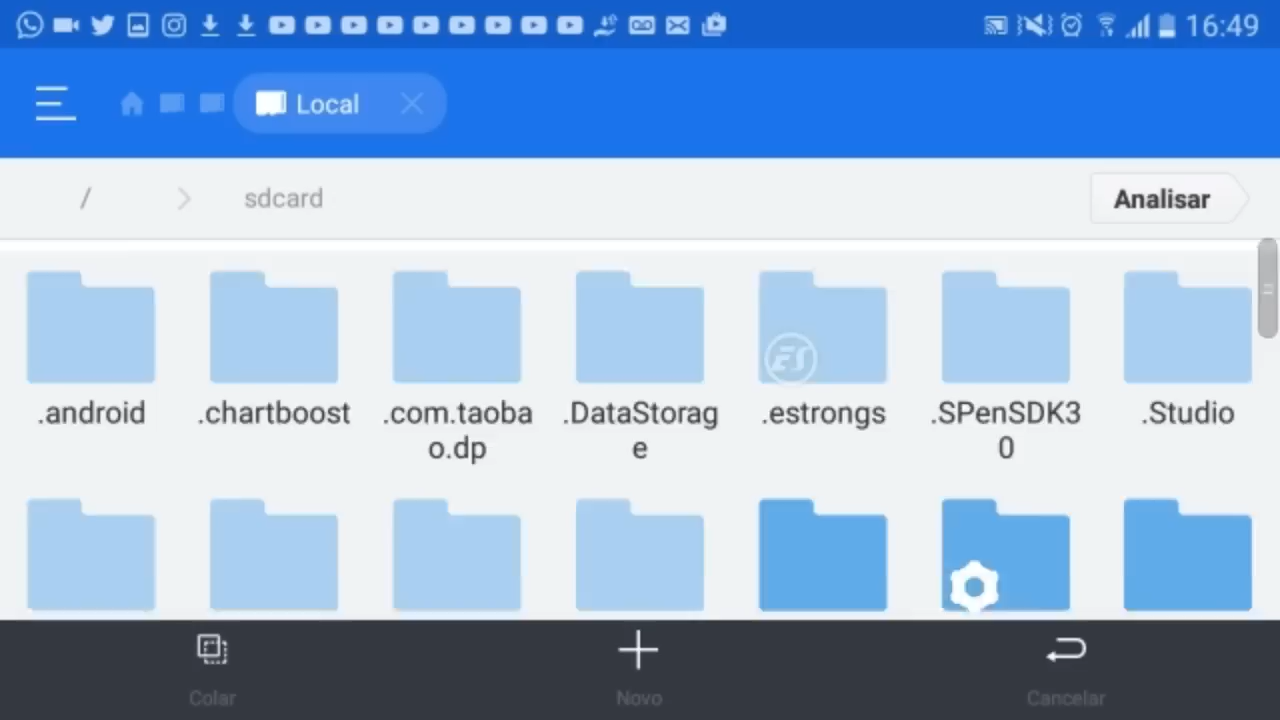 16:49
Local
/ sdcard
Analisar
.android .chartboost .com.taoba .DataStorag .estrongs .SPenSDK3 .Studio
o.dp e 0
Colar Novo Cancelar